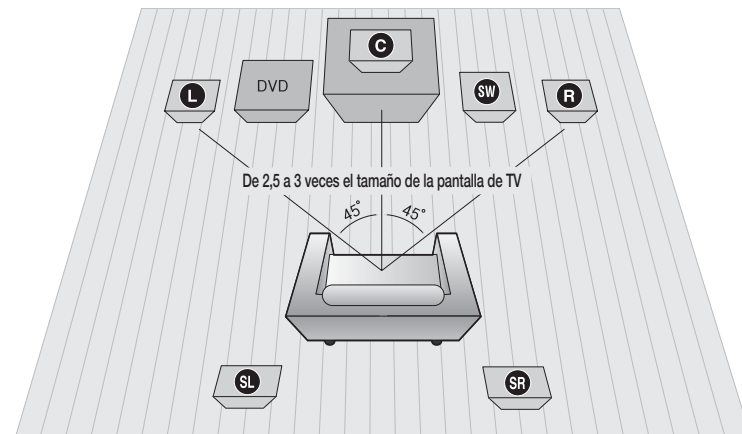 C
L
DVD
SW
R
De 2,5 a 3 veces el tamaño de la pantalla de TV
45°
45°
SL
SR